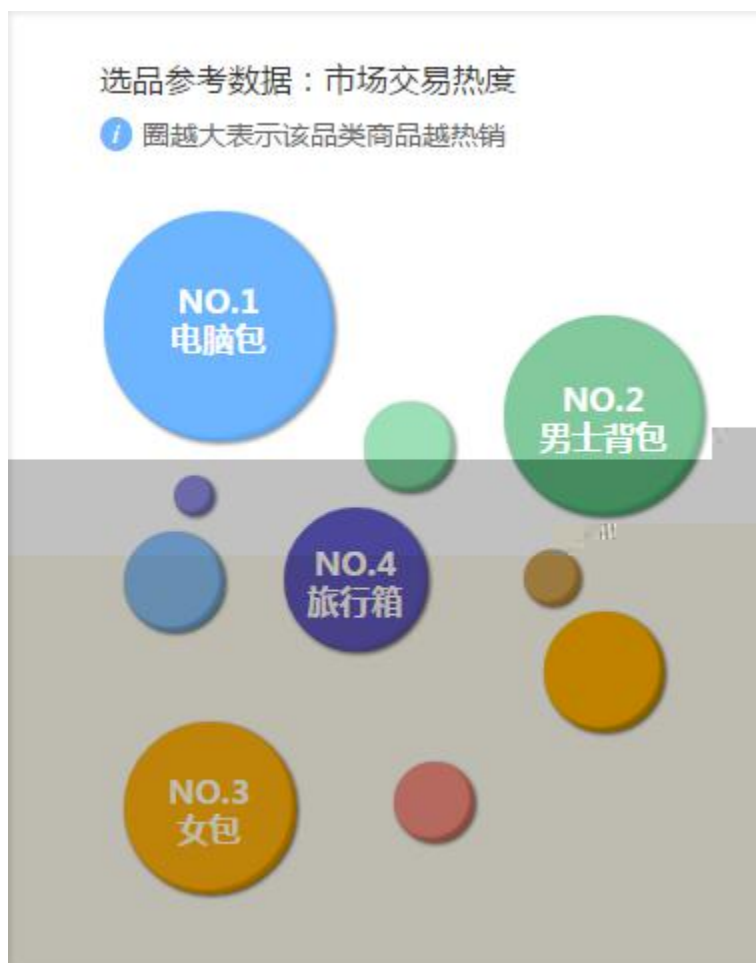 选品参考数据：市场交易热度
i 圈越大表示该品类商品越热销
NO.1
电脑包
NO.2
男士背包
NO.4
旅行箱
NO.3
女包